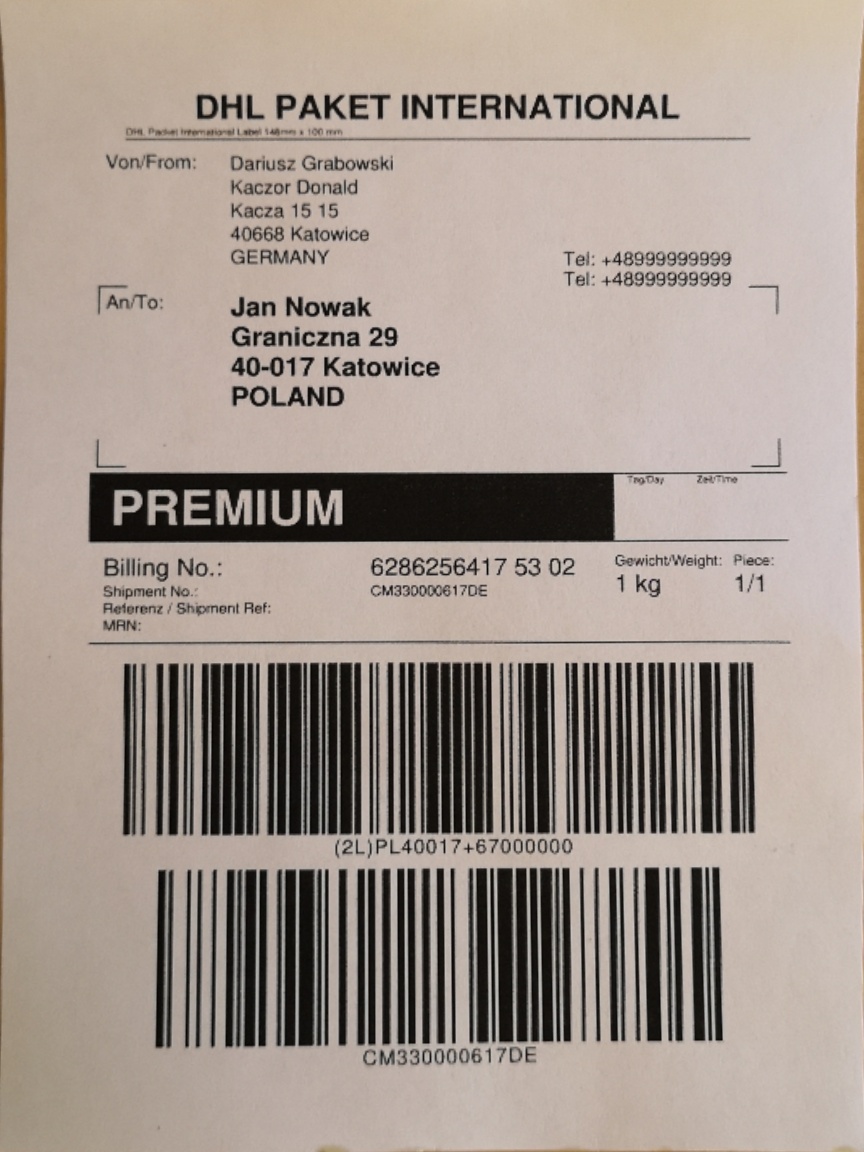 DHL PAKET INTERNATIONAL
DHL Packet International Label 148mm x 100 mm
Von/From: Dariusz Grabowski
Kaczor Donald
Kacza 15 15
40668 Katowice
GERMANY Tel: +48999999999
Tel: +48999999999
An/To: Jan Nowak
Graniczna 29
40-017 Katowice
POLAND
Tag/Day Zeit/Time
PREMIUM
Billing No.: 6286256417 53 02 Gewicht/Weight: Piece:
Shipment No.: CM330000617DE 1 kg 1/1
Referenz / Shipment Ref:
MRN:
(2L)PL40017+67000000
CM330000617DE